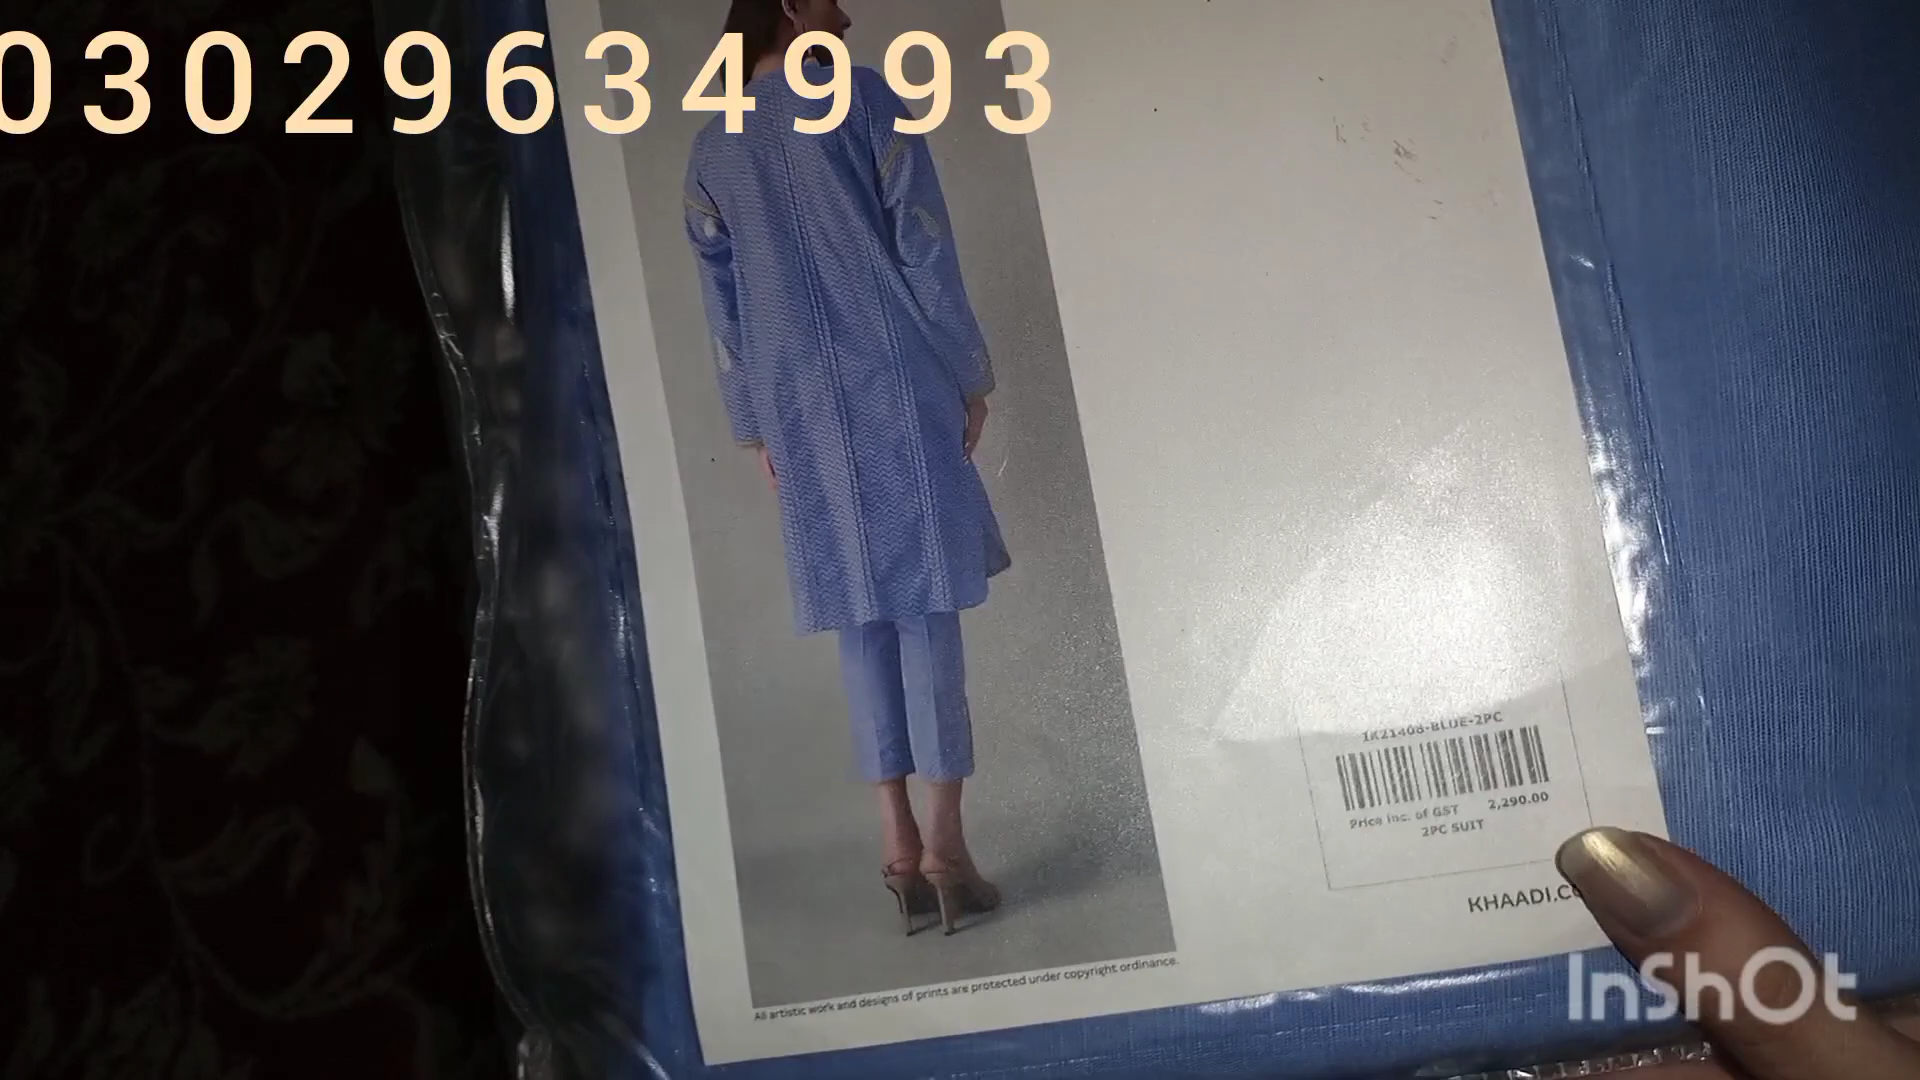 03029634993
1K21408-BLUE-2PC
Price inc. of GST 2,290.00
2PC SUIT
KHAADI.CO
All artistic work and designs of prints are protected under copyright ordinance.
InShOt